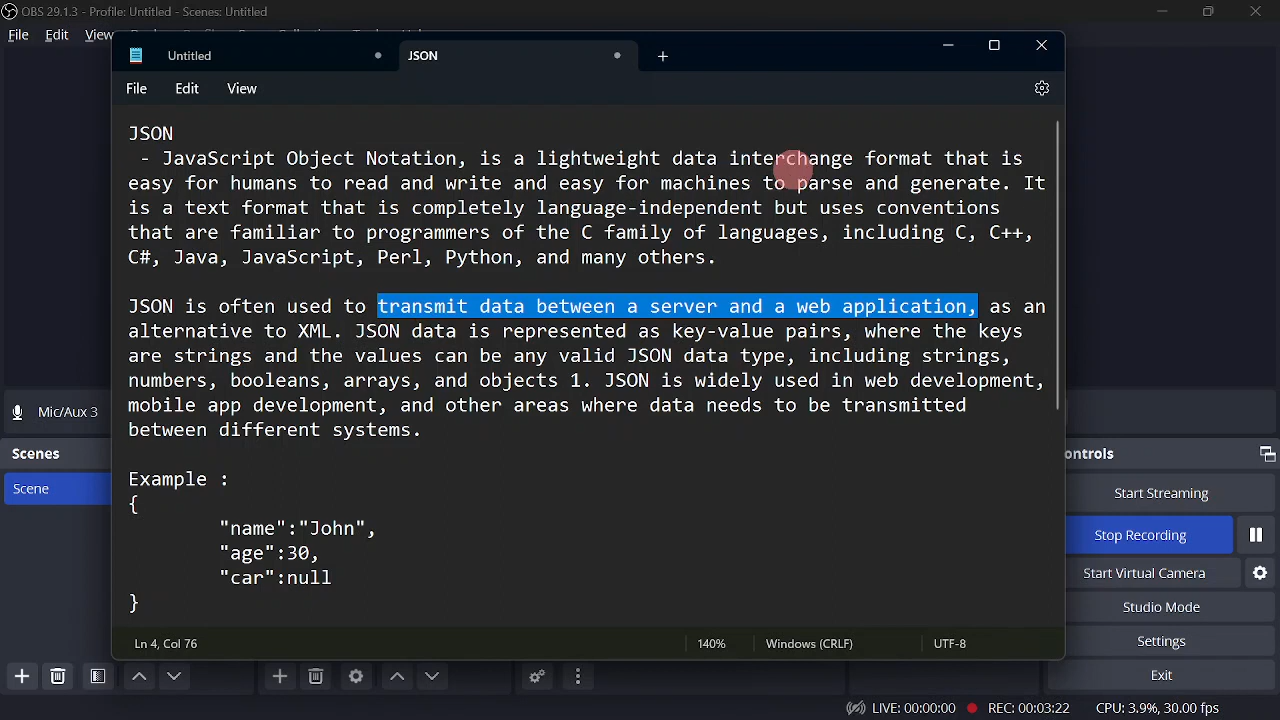 OBS 29.1.3 - Profile: Untitled - Scenes: Untitled
File Edit View
Untitled JSON
File Edit View
JSON
- JavaScript Object Notation, is a lightweight data interchange format that is
easy for humans to read and write and easy for machines to parse and generate. It
is a text format that is completely language-independent but uses conventions
that are familiar to programmers of the C family of languages, including C, C++,
C#, Java, JavaScript, Perl, Python, and many others.
JSON is often used to transmit data between a server and a web application, as an
alternative to XML. JSON data is represented as key-value pairs, where the keys
are strings and the values can be any valid JSON data type, including strings,
numbers, booleans, arrays, and objects 1. JSON is widely used in web development,
mobile app development, and other areas where data needs to be transmitted
between different systems.
Example :
{
"name":"John",
"age":30,
"car":null
}
Ln 4, Col 76 140% Windows (CRLF) UTF-8
Mic/Aux 3
Scenes
Scene
ontrols
Start Streaming
Stop Recording
Start Virtual Camera
Studio Mode
Settings
Exit
LIVE: 00:00:00 REC: 00:03:22 CPU: 3.9%, 30.00 fps